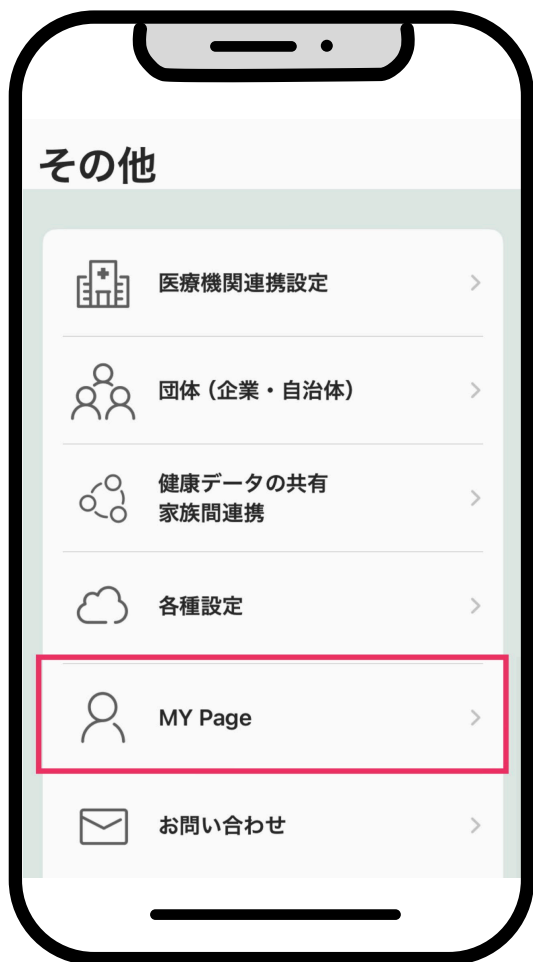 その他
医療機関連携設定
団体（企業・自治体）
健康データの共有
家族間連携
各種設定
MY Page
お問い合わせ